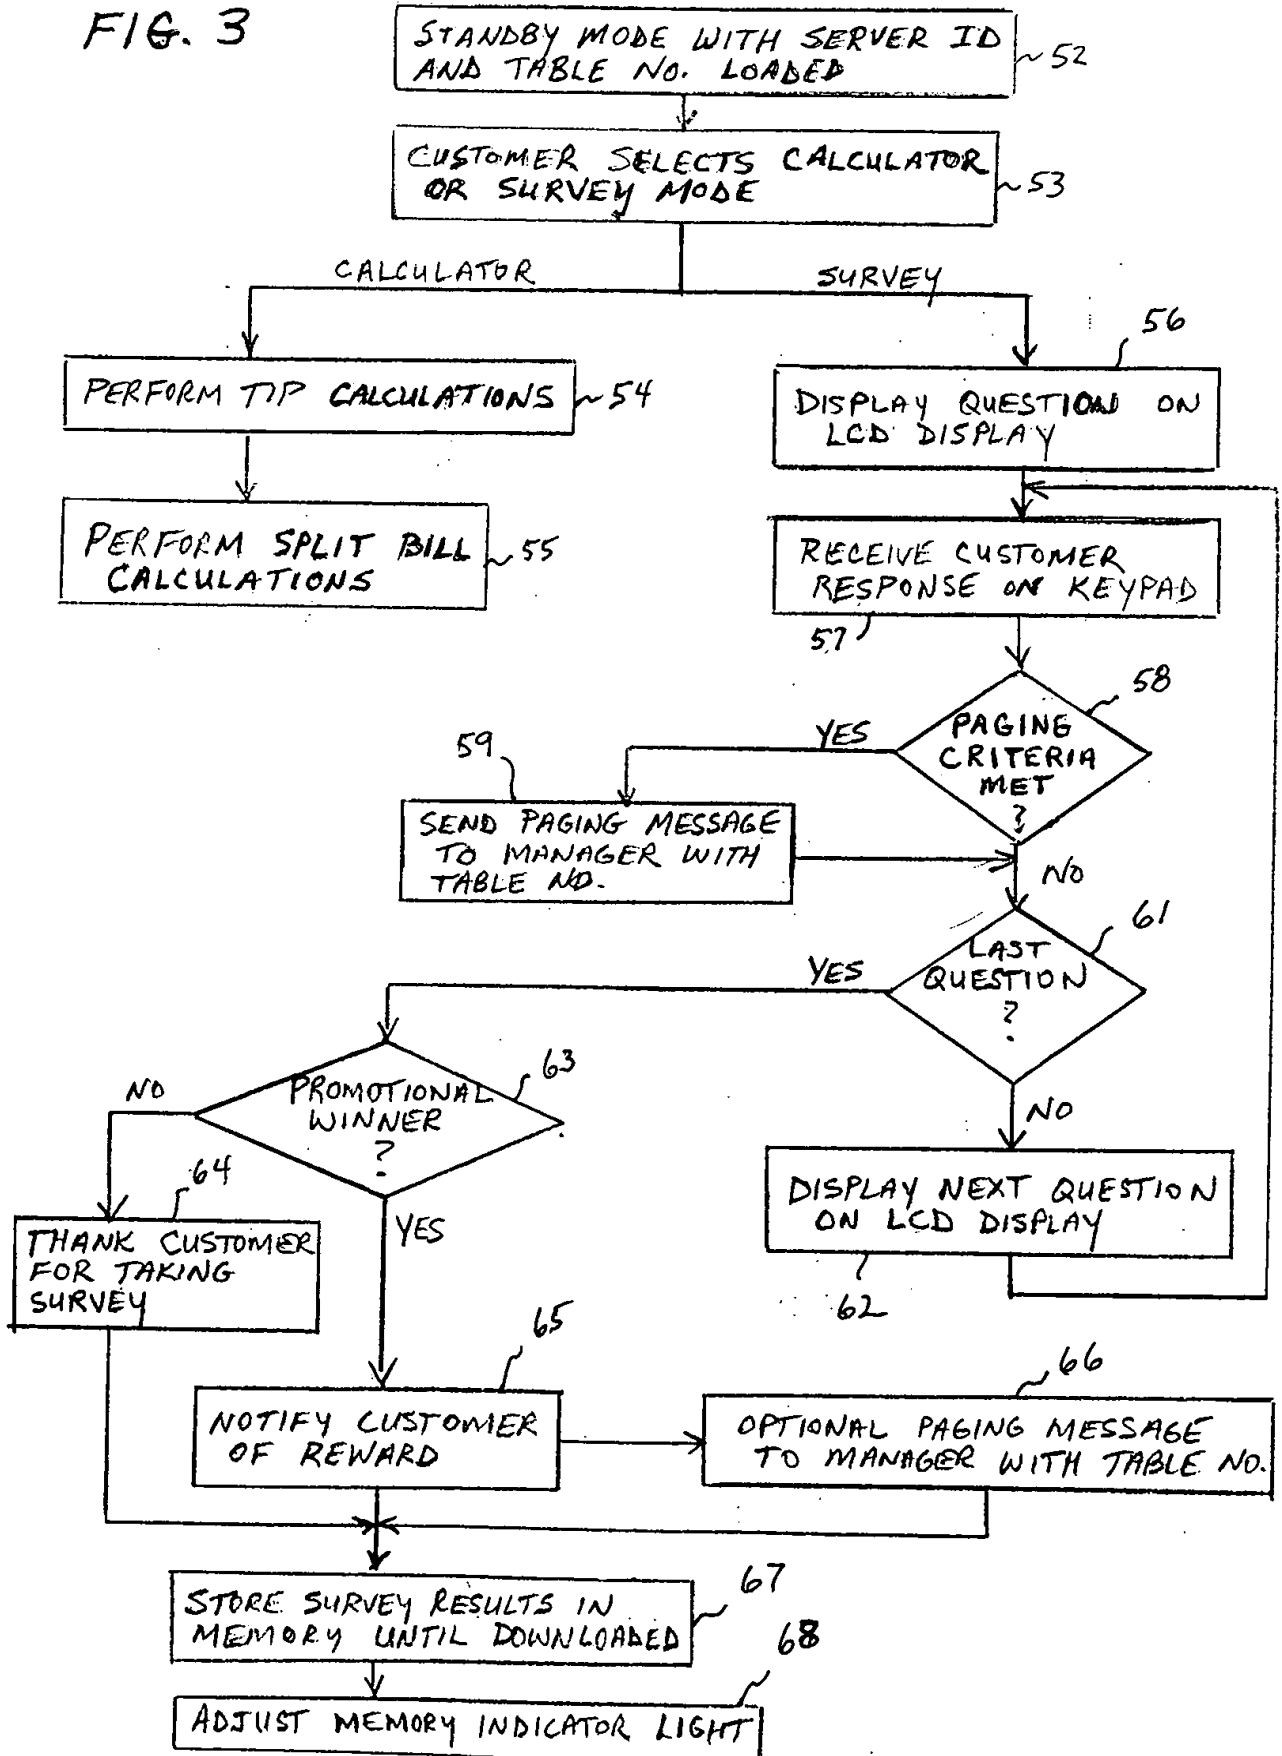 FIG. 3
STANDBY MODE WITH SERVER ID
AND TABLE NO. LOADED
52
CUSTOMER SELECTS CALCULATOR
OR SURVEY MODE
53
CALCULATOR
SURVEY
56
PERFORM TIP CALCULATIONS
54
DISPLAY QUESTION ON
LCD DISPLAY
PERFORM SPLIT BILL
CALCULATIONS
55
RECEIVE CUSTOMER
RESPONSE ON KEYPAD
57
58
PAGING
CRITERIA
MET
?
YES
59
SEND PAGING MESSAGE
TO MANAGER WITH
TABLE NO.
NO
61
LAST
QUESTION
?
YES
63
PROMOTIONAL
WINNER
?
NO
NO
64
YES
DISPLAY NEXT QUESTION
ON LCD DISPLAY
62
THANK CUSTOMER
FOR TAKING
SURVEY
65
66
NOTIFY CUSTOMER
OF REWARD
OPTIONAL PAGING MESSAGE
TO MANAGER WITH TABLE NO.
67
STORE SURVEY RESULTS IN
MEMORY UNTIL DOWNLOADED
68
ADJUST MEMORY INDICATOR LIGHT